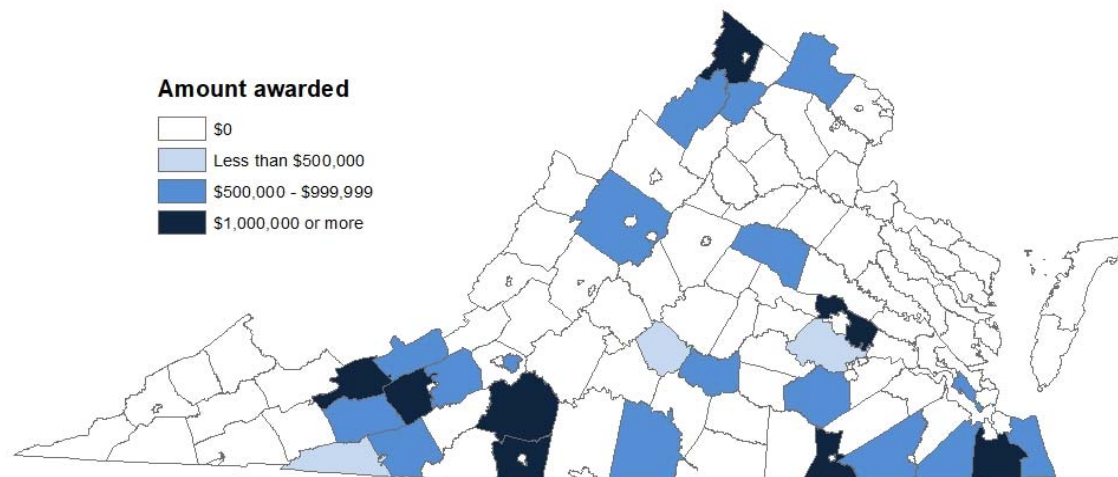 Amount awarded
$0
Less than $500,000
$500,000 - $999,999
$1,000,000 or more